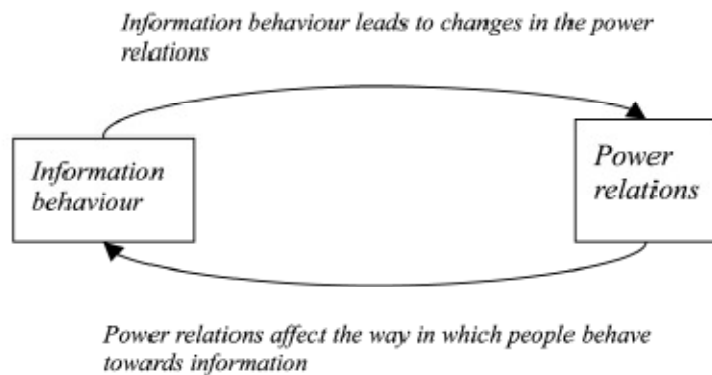 Information behaviour leads to changes in the power
relations
Information
behaviour
Power
relations
Power relations affect the way in which people behave
towards information